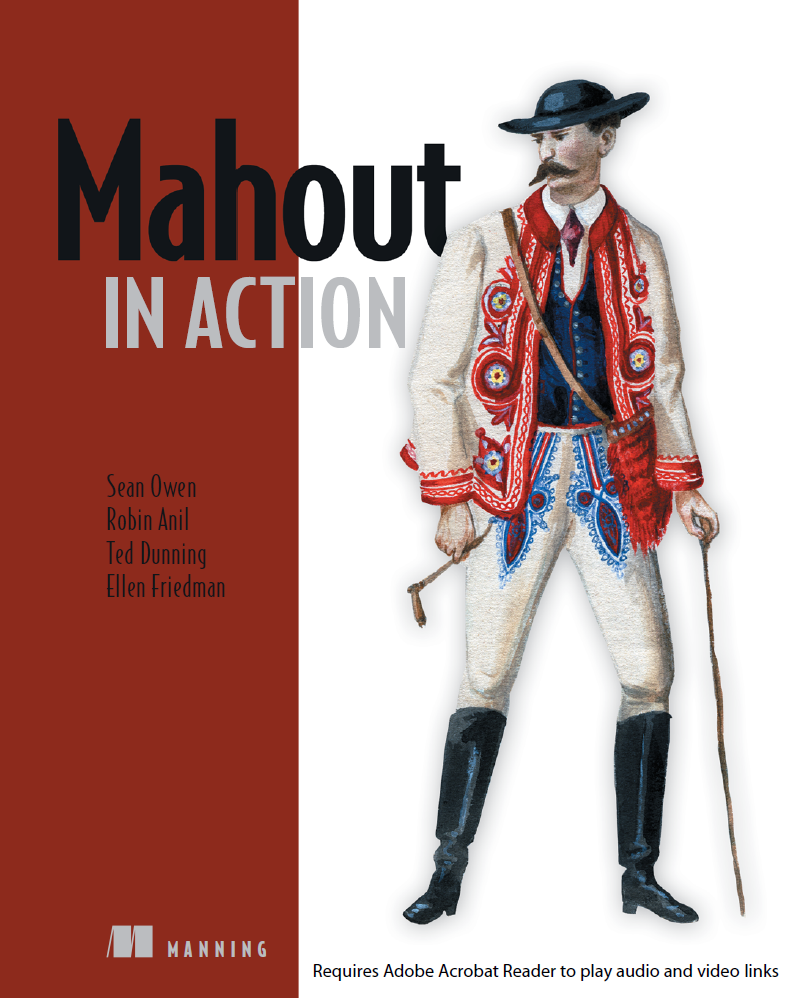 Mahout
IN ACTION
Sean Owen
Robin Anil
Ted Dunning
Ellen Friedman
MANNING
Requires Adobe Acrobat Reader to play audio and video links